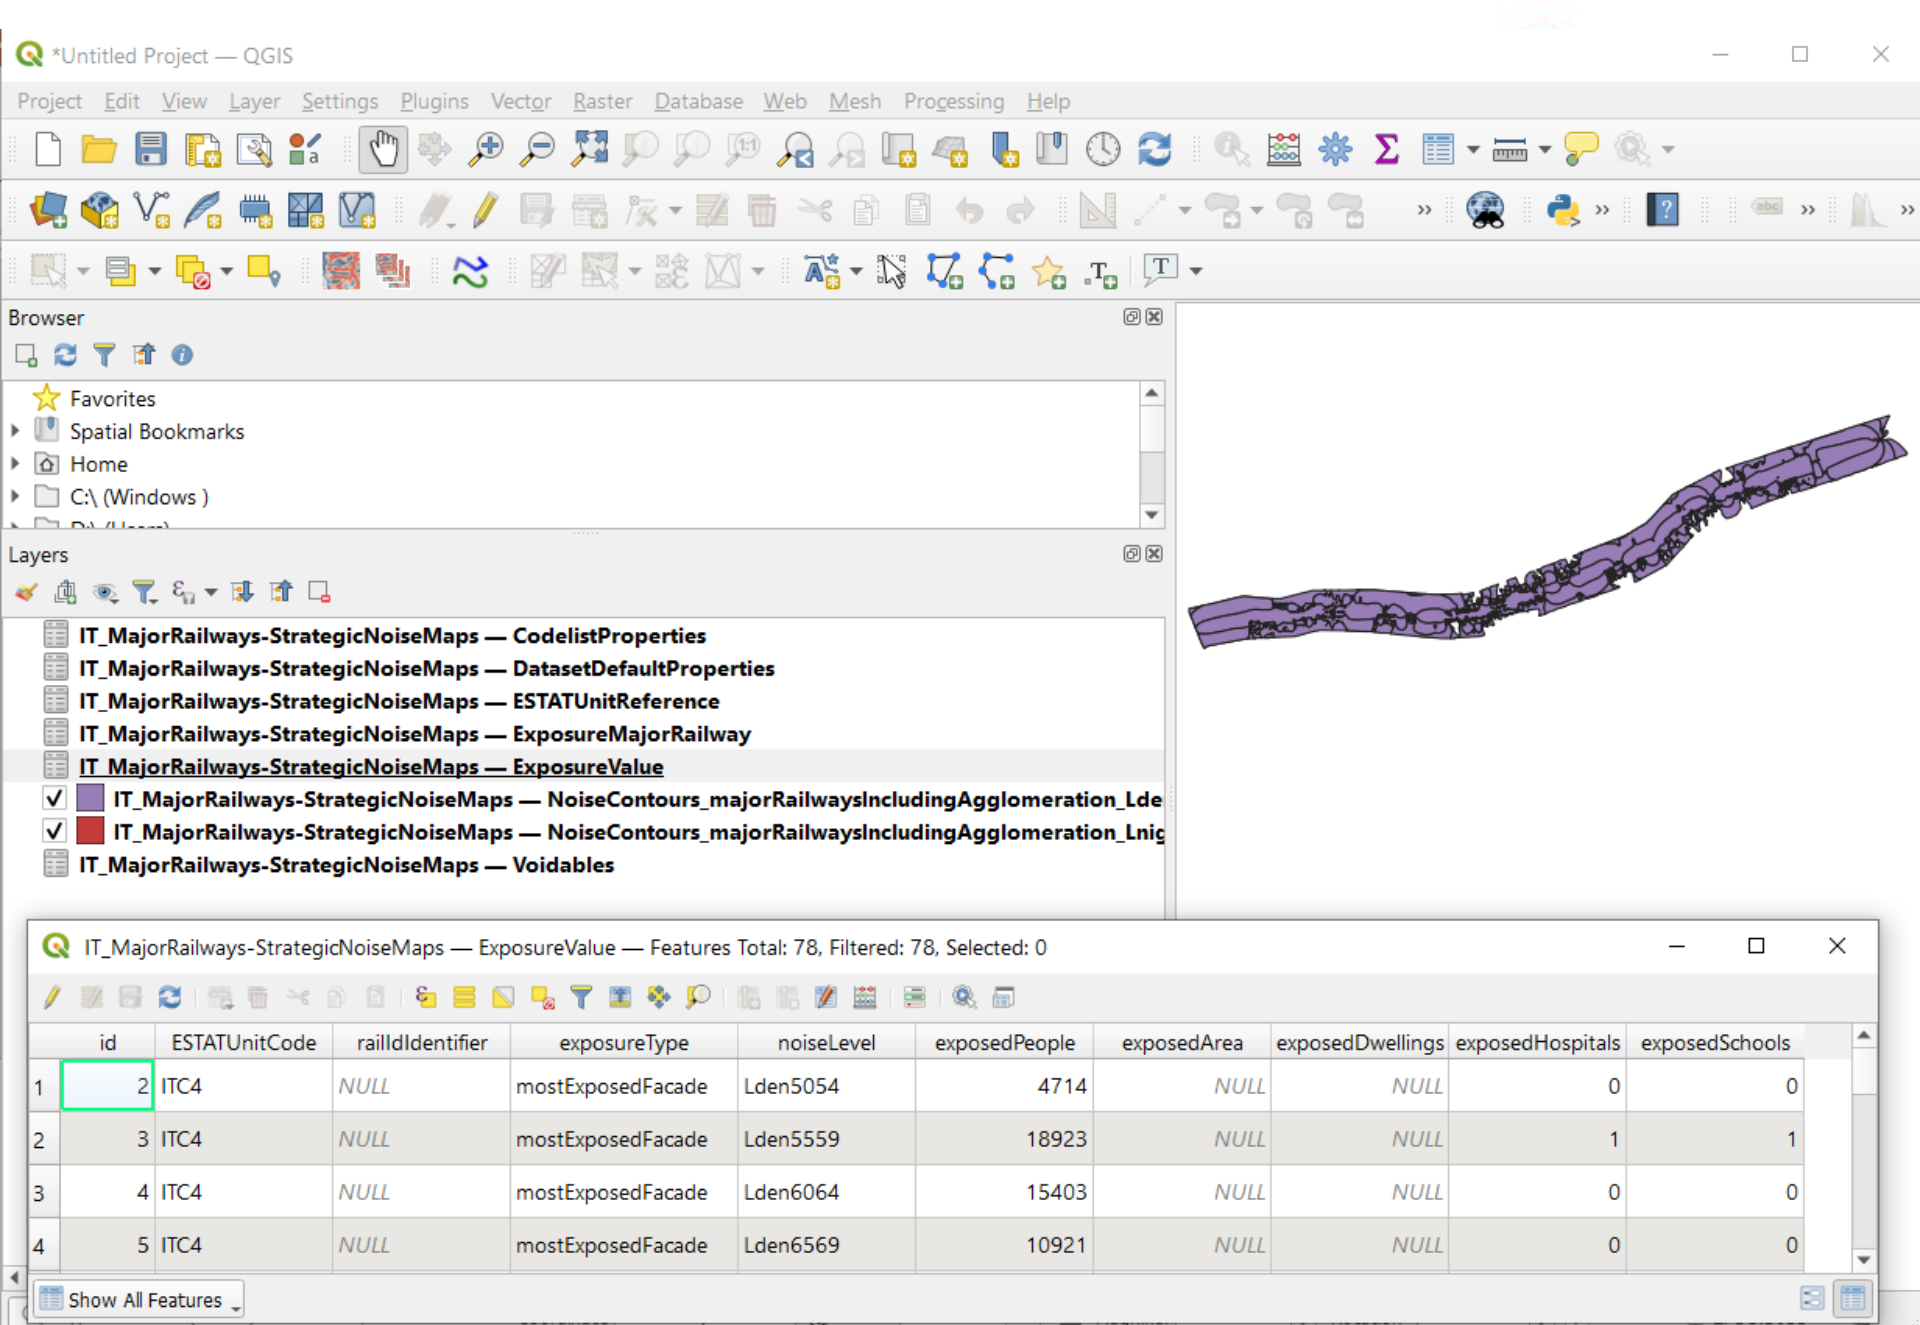 *Untitled Project — QGIS
Project Edit View Layer Settings Plugins Vector Raster Database Web Mesh Processing Help
Browser
Favorites
Spatial Bookmarks
Home
C:\ (Windows )
D:\ (Users)
Layers
IT_MajorRailways-StrategicNoiseMaps — CodelistProperties
IT_MajorRailways-StrategicNoiseMaps — DatasetDefaultProperties
IT_MajorRailways-StrategicNoiseMaps — ESTATUnitReference
IT_MajorRailways-StrategicNoiseMaps — ExposureMajorRailway
IT_MajorRailways-StrategicNoiseMaps — ExposureValue
IT_MajorRailways-StrategicNoiseMaps — NoiseContours_majorRailwaysIncludingAgglomeration_Lde
IT_MajorRailways-StrategicNoiseMaps — NoiseContours_majorRailwaysIncludingAgglomeration_Lnig
IT_MajorRailways-StrategicNoiseMaps — Voidables
IT_MajorRailways-StrategicNoiseMaps — ExposureValue — Features Total: 78, Filtered: 78, Selected: 0
id ESTATUnitCode railIdIdentifier exposureType noiseLevel exposedPeople exposedArea exposedDwellings exposedHospitals exposedSchools
1 2 ITC4 NULL mostExposedFacade Lden5054 4714 NULL NULL 0 0
2 3 ITC4 NULL mostExposedFacade Lden5559 18923 NULL NULL 1 1
3 4 ITC4 NULL mostExposedFacade Lden6064 15403 NULL NULL 0 0
4 5 ITC4 NULL mostExposedFacade Lden6569 10921 NULL NULL 0 0
Show All Features